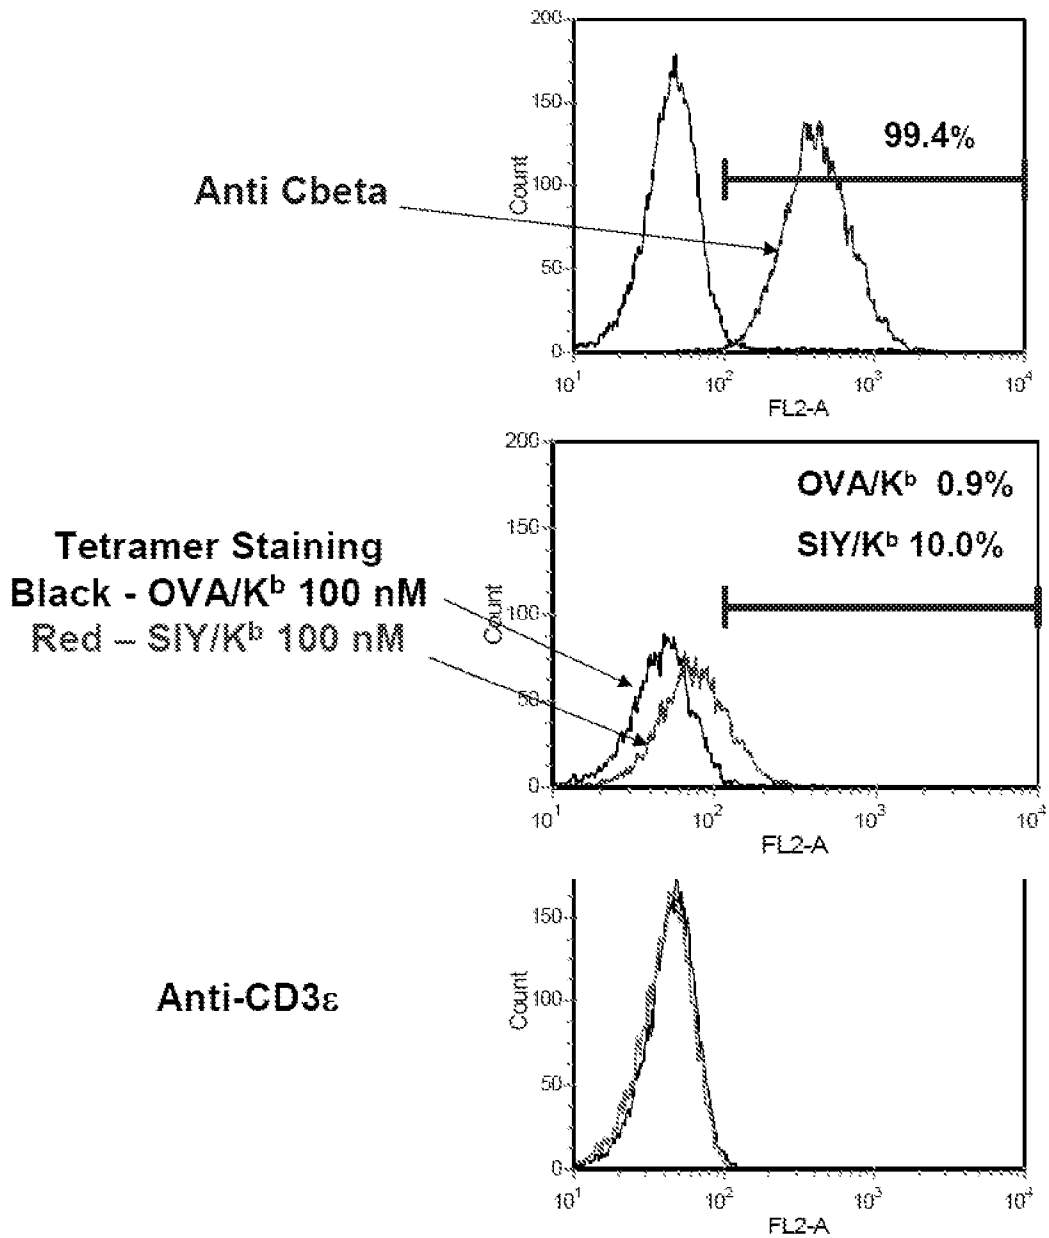 200
150
100
50
0
Count
99.4%
Anti Cbeta
10¹ 10² 10³ 10⁴
FL2-A
200
150
100
50
0
Count
OVA/Kᵇ 0.9%
SIY/Kᵇ 10.0%
Tetramer Staining
Black - OVA/Kᵇ 100 nM
Red – SIY/Kᵇ 100 nM
10¹ 10² 10³ 10⁴
FL2-A
150
100
50
0
Count
Anti-CD3ε
10¹ 10² 10³ 10⁴
FL2-A